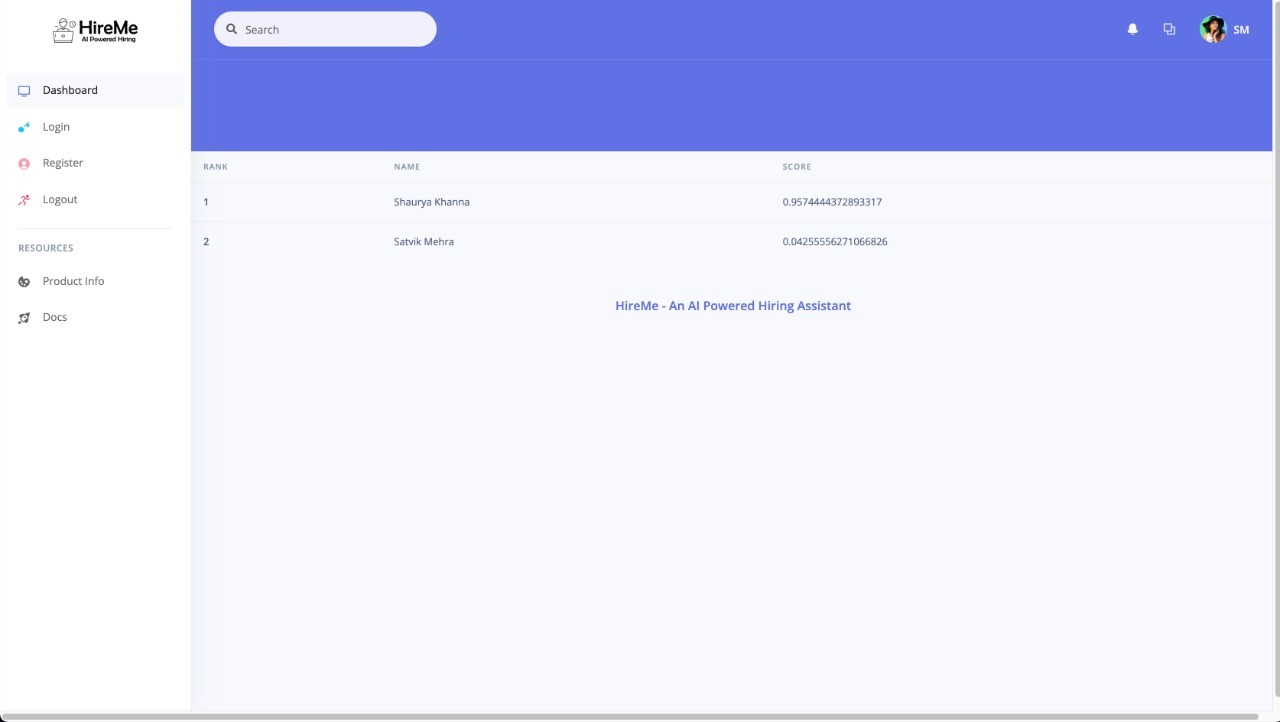 HireMe
AI Powered Hiring
Search
SM
Dashboard
Login
Register
Logout
RESOURCES
Product Info
Docs
RANK NAME SCORE
1 Shaurya Khanna 0.9574444372893317
2 Satvik Mehra 0.04255556271066826
HireMe - An AI Powered Hiring Assistant